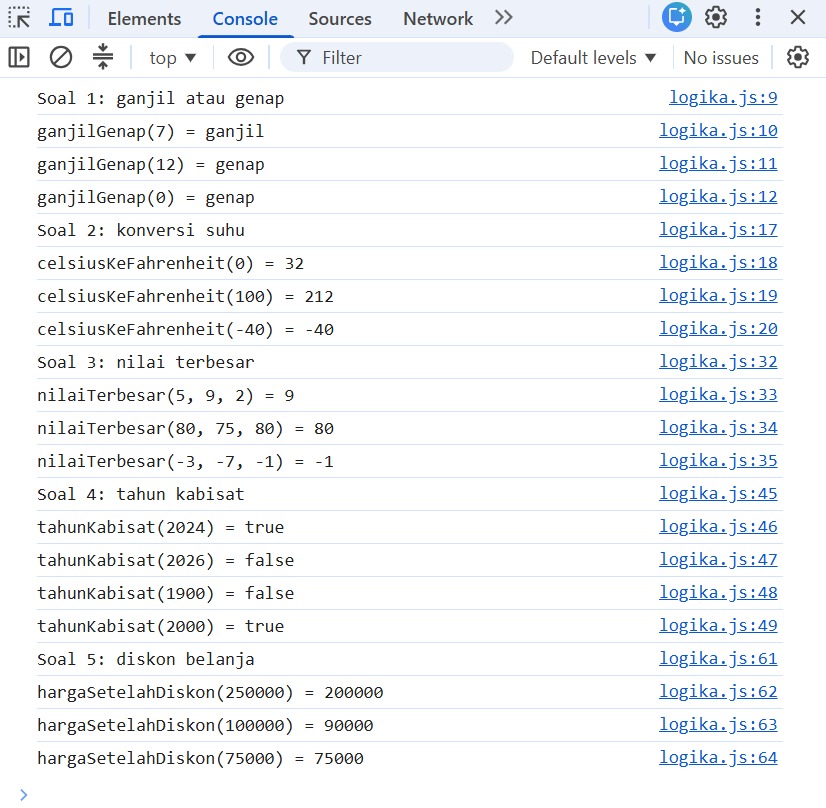 Elements Console Sources Network
top Filter Default levels No issues
Soal 1: ganjil atau genap logika.js:9
ganjilGenap(7) = ganjil logika.js:10
ganjilGenap(12) = genap logika.js:11
ganjilGenap(0) = genap logika.js:12
Soal 2: konversi suhu logika.js:17
celsiusKeFahrenheit(0) = 32 logika.js:18
celsiusKeFahrenheit(100) = 212 logika.js:19
celsiusKeFahrenheit(-40) = -40 logika.js:20
Soal 3: nilai terbesar logika.js:32
nilaiTerbesar(5, 9, 2) = 9 logika.js:33
nilaiTerbesar(80, 75, 80) = 80 logika.js:34
nilaiTerbesar(-3, -7, -1) = -1 logika.js:35
Soal 4: tahun kabisat logika.js:45
tahunKabisat(2024) = true logika.js:46
tahunKabisat(2026) = false logika.js:47
tahunKabisat(1900) = false logika.js:48
tahunKabisat(2000) = true logika.js:49
Soal 5: diskon belanja logika.js:61
hargaSetelahDiskon(250000) = 200000 logika.js:62
hargaSetelahDiskon(100000) = 90000 logika.js:63
hargaSetelahDiskon(75000) = 75000 logika.js:64